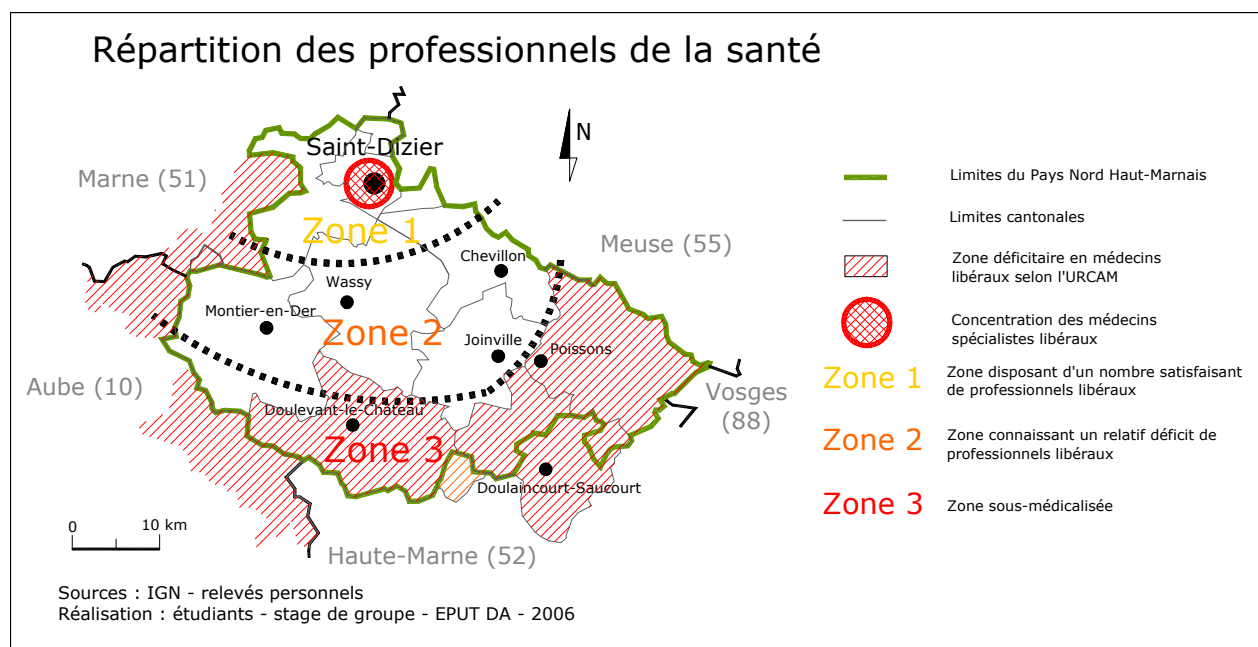 Répartition des professionnels de la santé
N
Saint-Dizier
Marne (51)
Zone 1
Meuse (55)
Chevillon
Wassy
Montier-en-Der
Zone 2
Joinville
Poissons
Aube (10)
Vosges
(88)
Doulevant-le-Château
Zone 3
Doulaincourt-Saucourt
0 10 km
Haute-Marne (52)
Limites du Pays Nord Haut-Marnais
Limites cantonales
Zone déficitaire en médecins
libéraux selon l'URCAM
Concentration des médecins
spécialistes libéraux
Zone 1 Zone disposant d'un nombre satisfaisant
de professionnels libéraux
Zone 2 Zone connaissant un relatif déficit de
professionnels libéraux
Zone 3 Zone sous-médicalisée
Sources : IGN - relevés personnels
Réalisation : étudiants - stage de groupe - EPUT DA - 2006